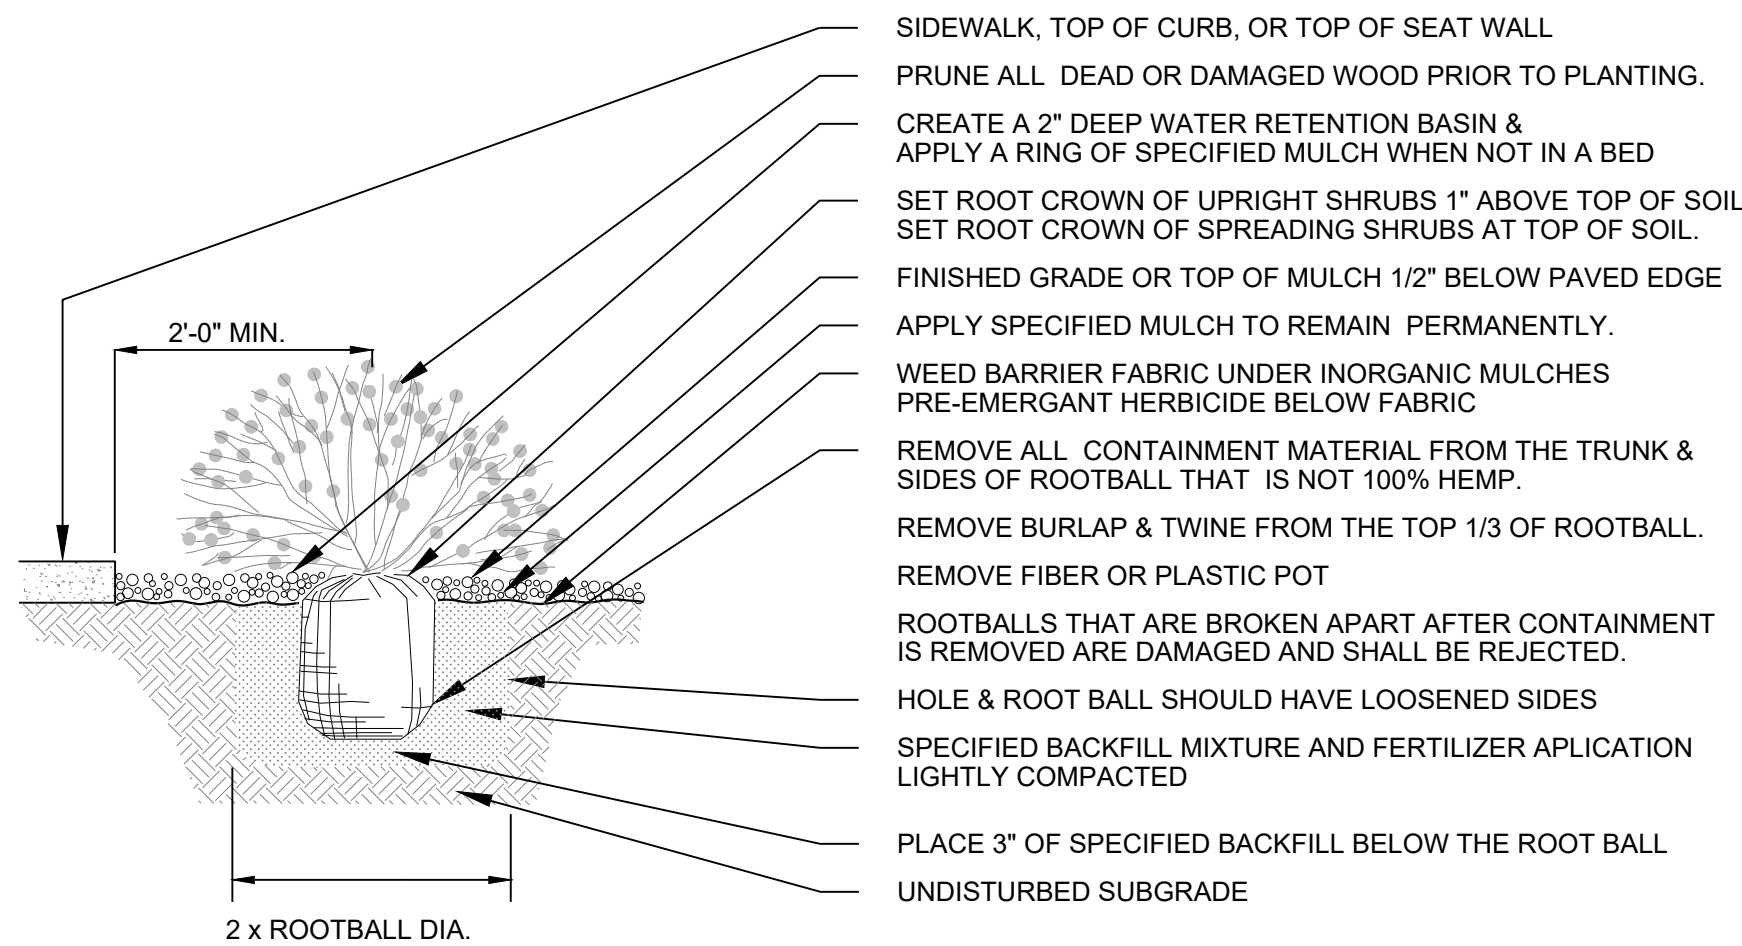 SIDEWALK, TOP OF CURB, OR TOP OF SEAT WALL
PRUNE ALL  DEAD OR DAMAGED WOOD PRIOR TO PLANTING.
CREATE A 2" DEEP WATER RETENTION BASIN &
APPLY A RING OF SPECIFIED MULCH WHEN NOT IN A BED
SET ROOT CROWN OF UPRIGHT SHRUBS 1" ABOVE TOP OF SOIL
SET ROOT CROWN OF SPREADING SHRUBS AT TOP OF SOIL.
FINISHED GRADE OR TOP OF MULCH 1/2" BELOW PAVED EDGE
APPLY SPECIFIED MULCH TO REMAIN  PERMANENTLY.
WEED BARRIER FABRIC UNDER INORGANIC MULCHES
PRE-EMERGANT HERBICIDE BELOW FABRIC
REMOVE ALL  CONTAINMENT MATERIAL FROM THE TRUNK &
SIDES OF ROOTBALL THAT  IS NOT 100% HEMP.
REMOVE BURLAP & TWINE FROM THE TOP 1/3 OF ROOTBALL.
REMOVE FIBER OR PLASTIC POT
ROOTBALLS THAT ARE BROKEN APART AFTER CONTAINMENT
IS REMOVED ARE DAMAGED AND SHALL BE REJECTED.
HOLE & ROOT BALL SHOULD HAVE LOOSENED SIDES
SPECIFIED BACKFILL MIXTURE AND FERTILIZER APLICATION
LIGHTLY COMPACTED
PLACE 3" OF SPECIFIED BACKFILL BELOW THE ROOT BALL
UNDISTURBED SUBGRADE
2'-0" MIN.
2 x ROOTBALL DIA.